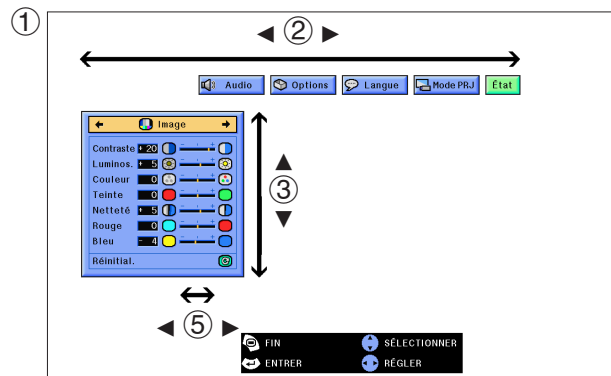 ①
◄ ② ►
Audio Options Langue Mode PRJ État
Image
Contraste + 20 - +
Luminos. + 5 - +
Couleur 0 - +
Teinte 0 - +
Netteté + 5 - +
Rouge 0 - +
Bleu - 4 - +
Réinitial.
▲
③
▼
◄ ⑤ ►
FIN SÉLECTIONNER
ENTRER RÉGLER